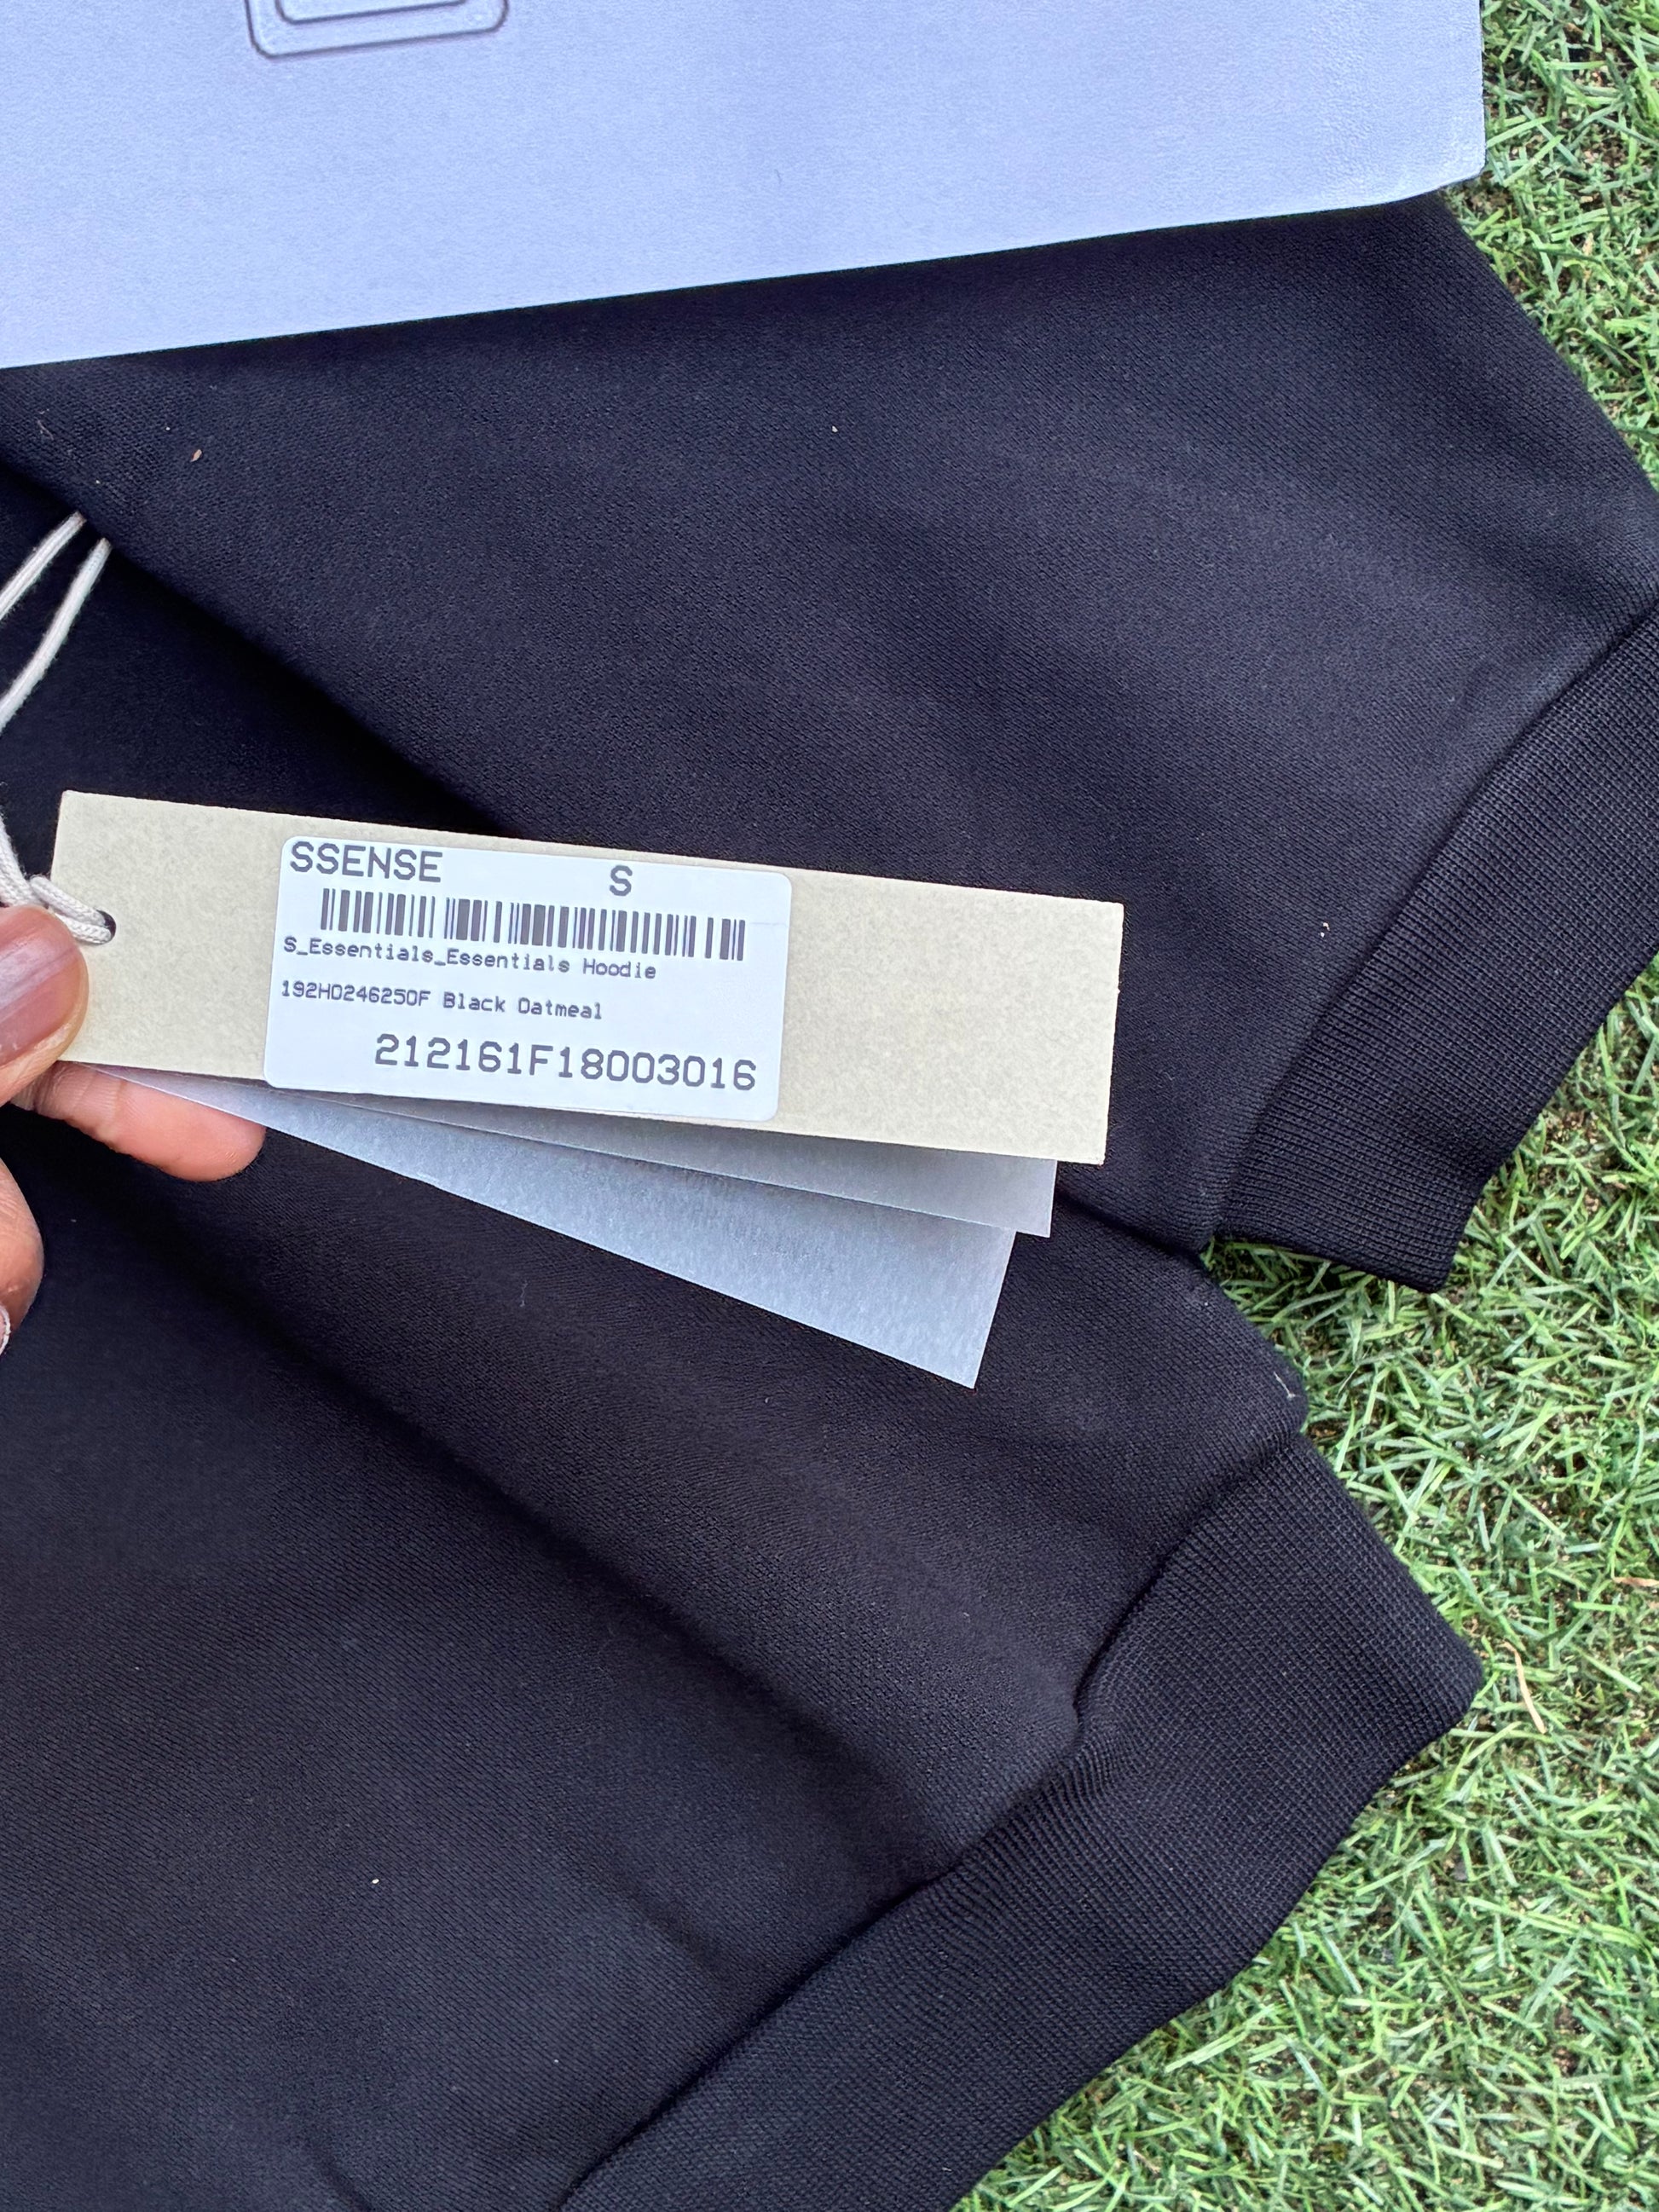 SSENSE S
S_Essentials_Essentials Hoodie
192HO246250F Black Oatmeal
212161F18003016